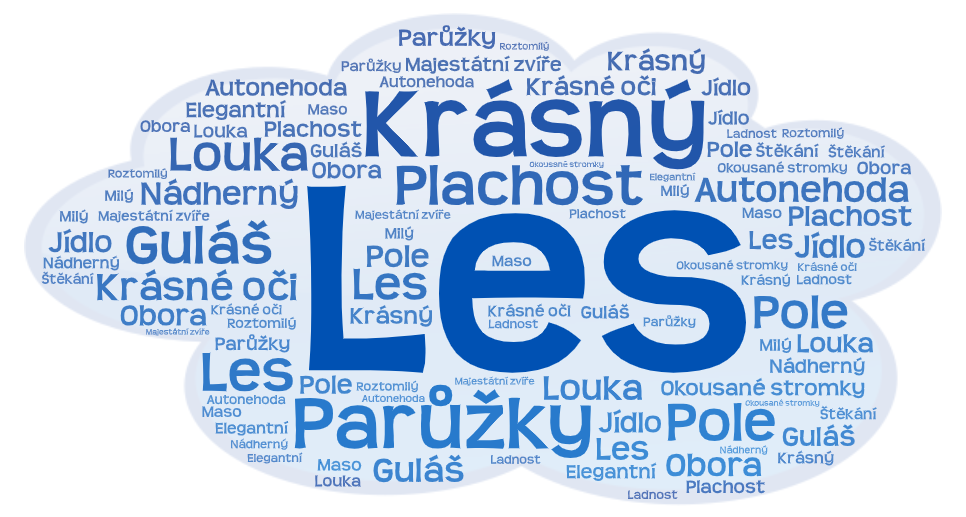 Parůžky
Roztomilý
Krásný
Parůžky Majestátní zvíře
Autonehoda
Autonehoda
Krásné oči
Jídlo
Elegantní
Maso
Krásný
Jídlo
Obora
Louka
Plachost
Ladnost
Roztomilý
Louka
Guláš
Obora
Okousané stromky
Pole
štěkání
štěkání
Roztomilý
Plachost
Elegantní
Okousané stromky
Obora
Milý
Nádherný
Milý
Autonehoda
Milý
Majestátní zvíře
Majestátní zvíře
Plachost
Maso
Plachost
Jídlo
Guláš
Milý
Les
Les
Jídlo
štěkání
Nádherný
Pole
Maso
Okousané stromky
Krásné oči
Štěkání
Krásné oči
Les
Krásný
Ladnost
Obora
Krásné oči
Krásný
Krásné oči
Guláš
Pole
Roztomilý
Ladnost
Parůžky
Majestátní zvíře
Parůžky
Milý
Louka
Les
Nádherný
Pole
Roztomilý
Majestátní zvíře
Louka
Okousané stromky
Autonehoda
Autonehoda
Okousané stromky
Maso
Parůžky
Jídlo
Pole
Štěkání
Elegantní
Guláš
Nádherný
Les
Nádherný
Elegantní
Ladnost
Krásný
Maso
Guláš
Elegantní
Obora
Louka
Plachost
Ladnost